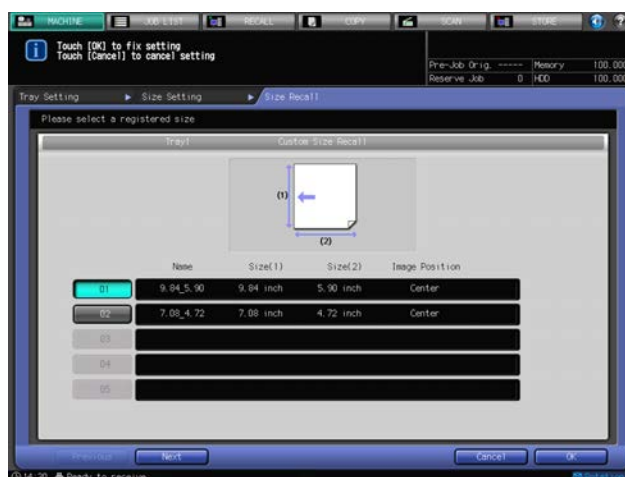 MACHINE JOB LIST RECALL COPY SCAN STORE
Touch [OK] to fix setting
Touch [Cancel] to cancel setting
Pre-Job Orig. ----- Memory 100.00
Reserve Job 0 HDD 100.00
Tray Setting Size Setting Size Recall
Please select a registered size
Tray1 Custom Size Recall
(1)
(2)
Name Size(1) Size(2) Image Position
01 9.84_5.90 9.84 inch 5.90 inch Center
02 7.08_4.72 7.08 inch 4.72 inch Center
03
04
05
Previous Next Cancel OK
14:20 Ready to receive